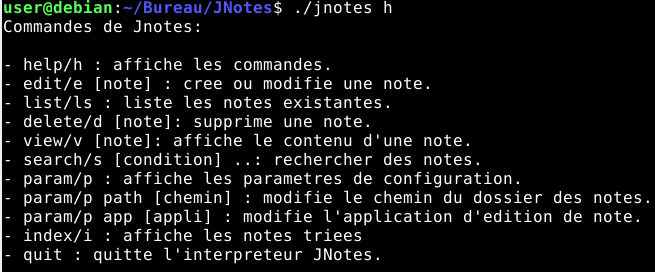 user@debian:~/Bureau/JNotes$ ./jnotes h
Commandes de Jnotes:
- help/h : affiche les commandes.
- edit/e [note] : cree ou modifie une note.
- list/ls : liste les notes existantes.
- delete/d [note]: supprime une note.
- view/v [note]: affiche le contenu d'une note.
- search/s [condition] ..: rechercher des notes.
- param/p : affiche les parametres de configuration.
- param/p path [chemin] : modifie le chemin du dossier des notes.
- param/p app [appli] : modifie l'application d'edition de note.
- index/i : affiche les notes triees
- quit : quitte l'interpreteur JNotes.